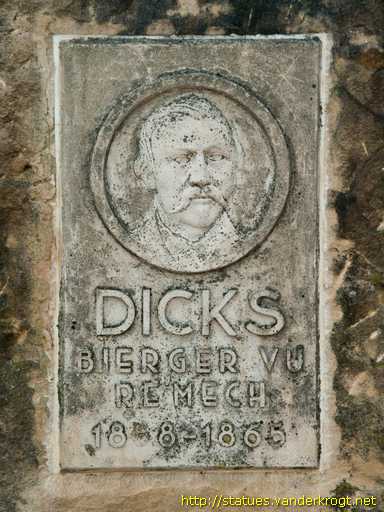 DICKS
BIERGER VU
REMECH
18 8-1865
http://statues.vanderkrogt.net